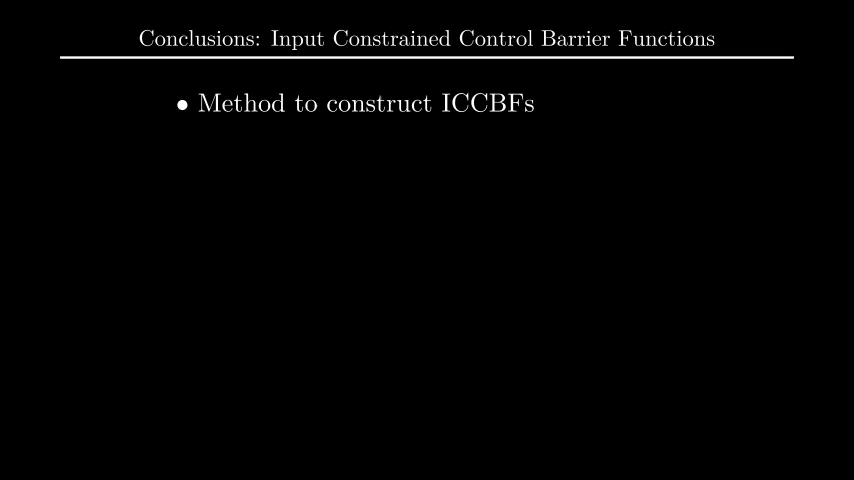 Conclusions: Input Constrained Control Barrier Functions
• Method to construct ICCBFs